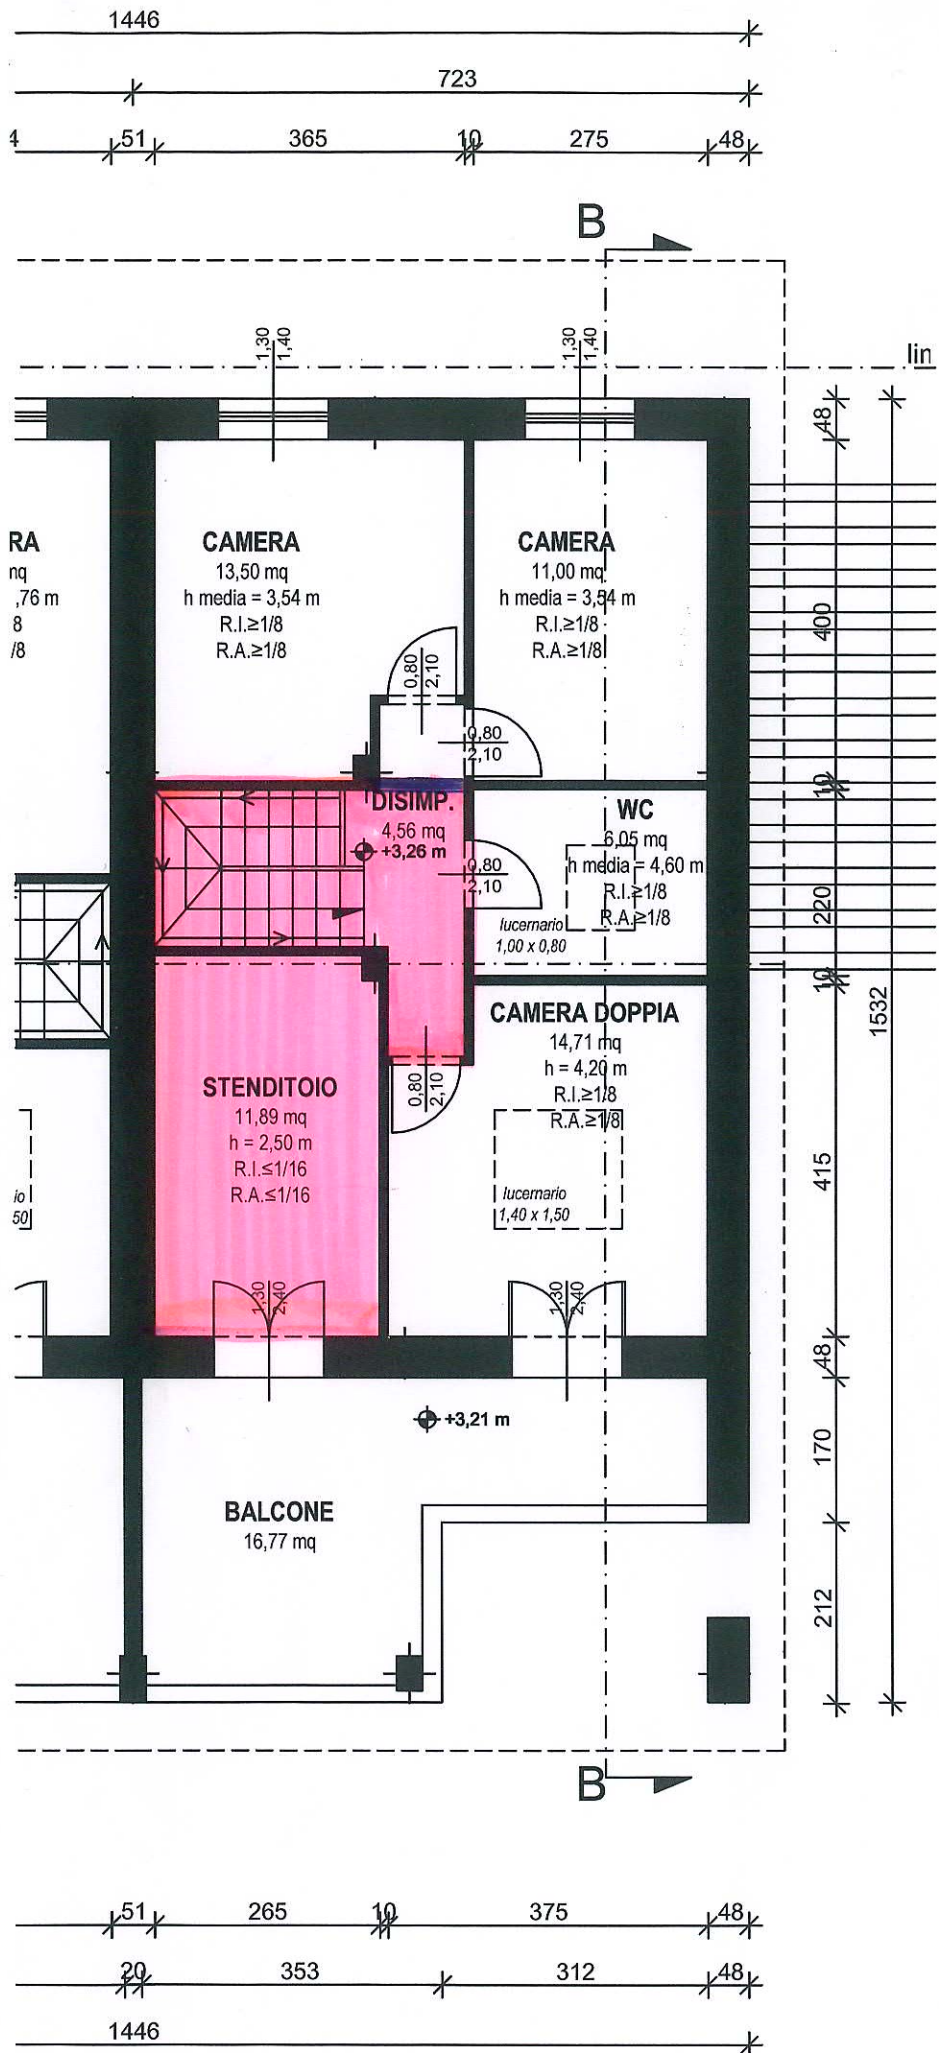 1446
723
4
51
365
10
275
48
B
1,30
1,40
1,30
1,40
lin
48
RA
mq
,76 m
8
/8
CAMERA
13,50 mq
h media = 3,54 m
R.I.≥1/8
R.A.≥1/8
CAMERA
11,00 mq
h media = 3,54 m
R.I.≥1/8
R.A.≥1/8
400
0,80
2,10
0,80
2,10
10
DISIMP.
4,56 mq
+3,26 m
WC
6,05 mq
h media = 4,60 m
R.I.≥1/8
R.A.≥1/8
0,80
2,10
lucernario
1,00 x 0,80
220
10
1532
CAMERA DOPPIA
14,71 mq
h = 4,20 m
R.I.≥1/8
R.A.≥1/8
0,80
2,10
STENDITOIO
11,89 mq
h = 2,50 m
R.I.≤1/16
R.A.≤1/16
lucernario
1,40 x 1,50
io
50
415
1,30
2,40
1,30
2,40
48
+3,21 m
170
BALCONE
16,77 mq
212
B
51
265
10
375
48
20
353
312
48
1446